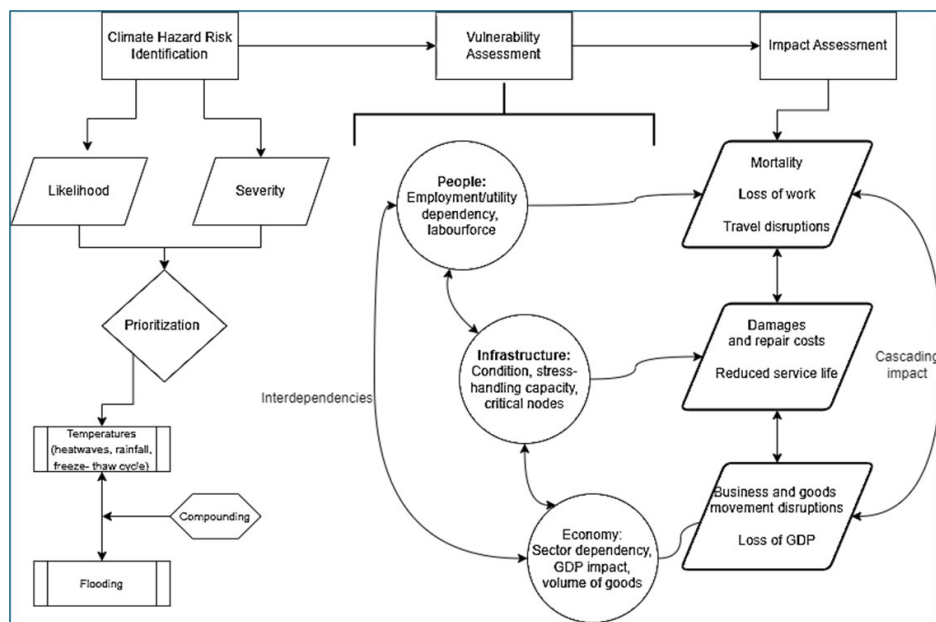 Climate Hazard Risk
Identification
Vulnerability
Assessment
Impact Assessment
Likelihood
Severity
Prioritization
Temperatures
(heatwaves, rainfall,
freeze- thaw cycle)
Compounding
Flooding
Interdependencies
People:
Employment/utility
dependency,
labourforce
Infrastructure:
Condition, stress-
handling capacity,
critical nodes
Economy:
Sector dependency,
GDP impact,
volume of goods
Mortality
Loss of work
Travel disruptions
Damages
and repair costs
Reduced service life
Business and goods
movement disruptions
Loss of GDP
Cascading
impact